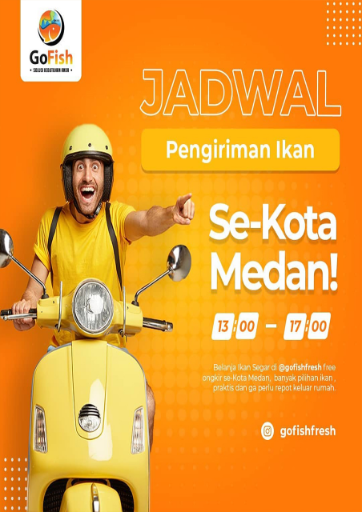 GoFish
JADWAL
Pengiriman Ikan
Se-Kota
Medan!
13:00 — 17:00
Belanja Ikan Segar di @gofishfresh free
ongkir se-Kota Medan, banyak pilihan ikan,
praktis dan ga perlu repot keluar rumah.
gofishfresh